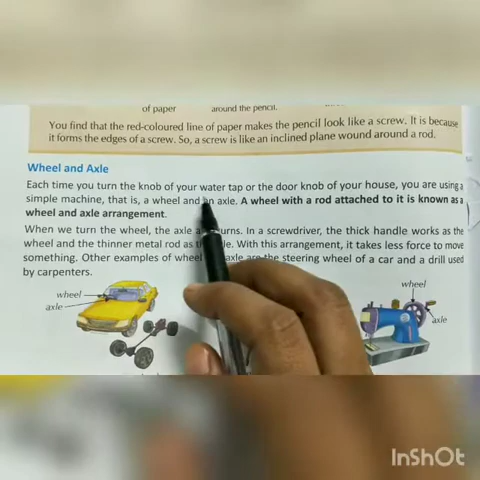 of paper around the pencil.
You find that the red-coloured line of paper makes the pencil look like a screw. It is because
it forms the edges of a screw. So, a screw is like an inclined plane wound around a rod.
Wheel and Axle
Each time you turn the knob of your water tap or the door knob of your house, you are using a
simple machine, that is, a wheel and an axle. A wheel with a rod attached to it is known as a
wheel and axle arrangement.
When we turn the wheel, the axle turns. In a screwdriver, the thick handle works as the
wheel and the thinner metal rod as the. With this arrangement, it takes less force to move
something. Other examples of wheel axle are the steering wheel of a car and a drill used
by carpenters.
wheel
axle
wheel
axle
InShOt